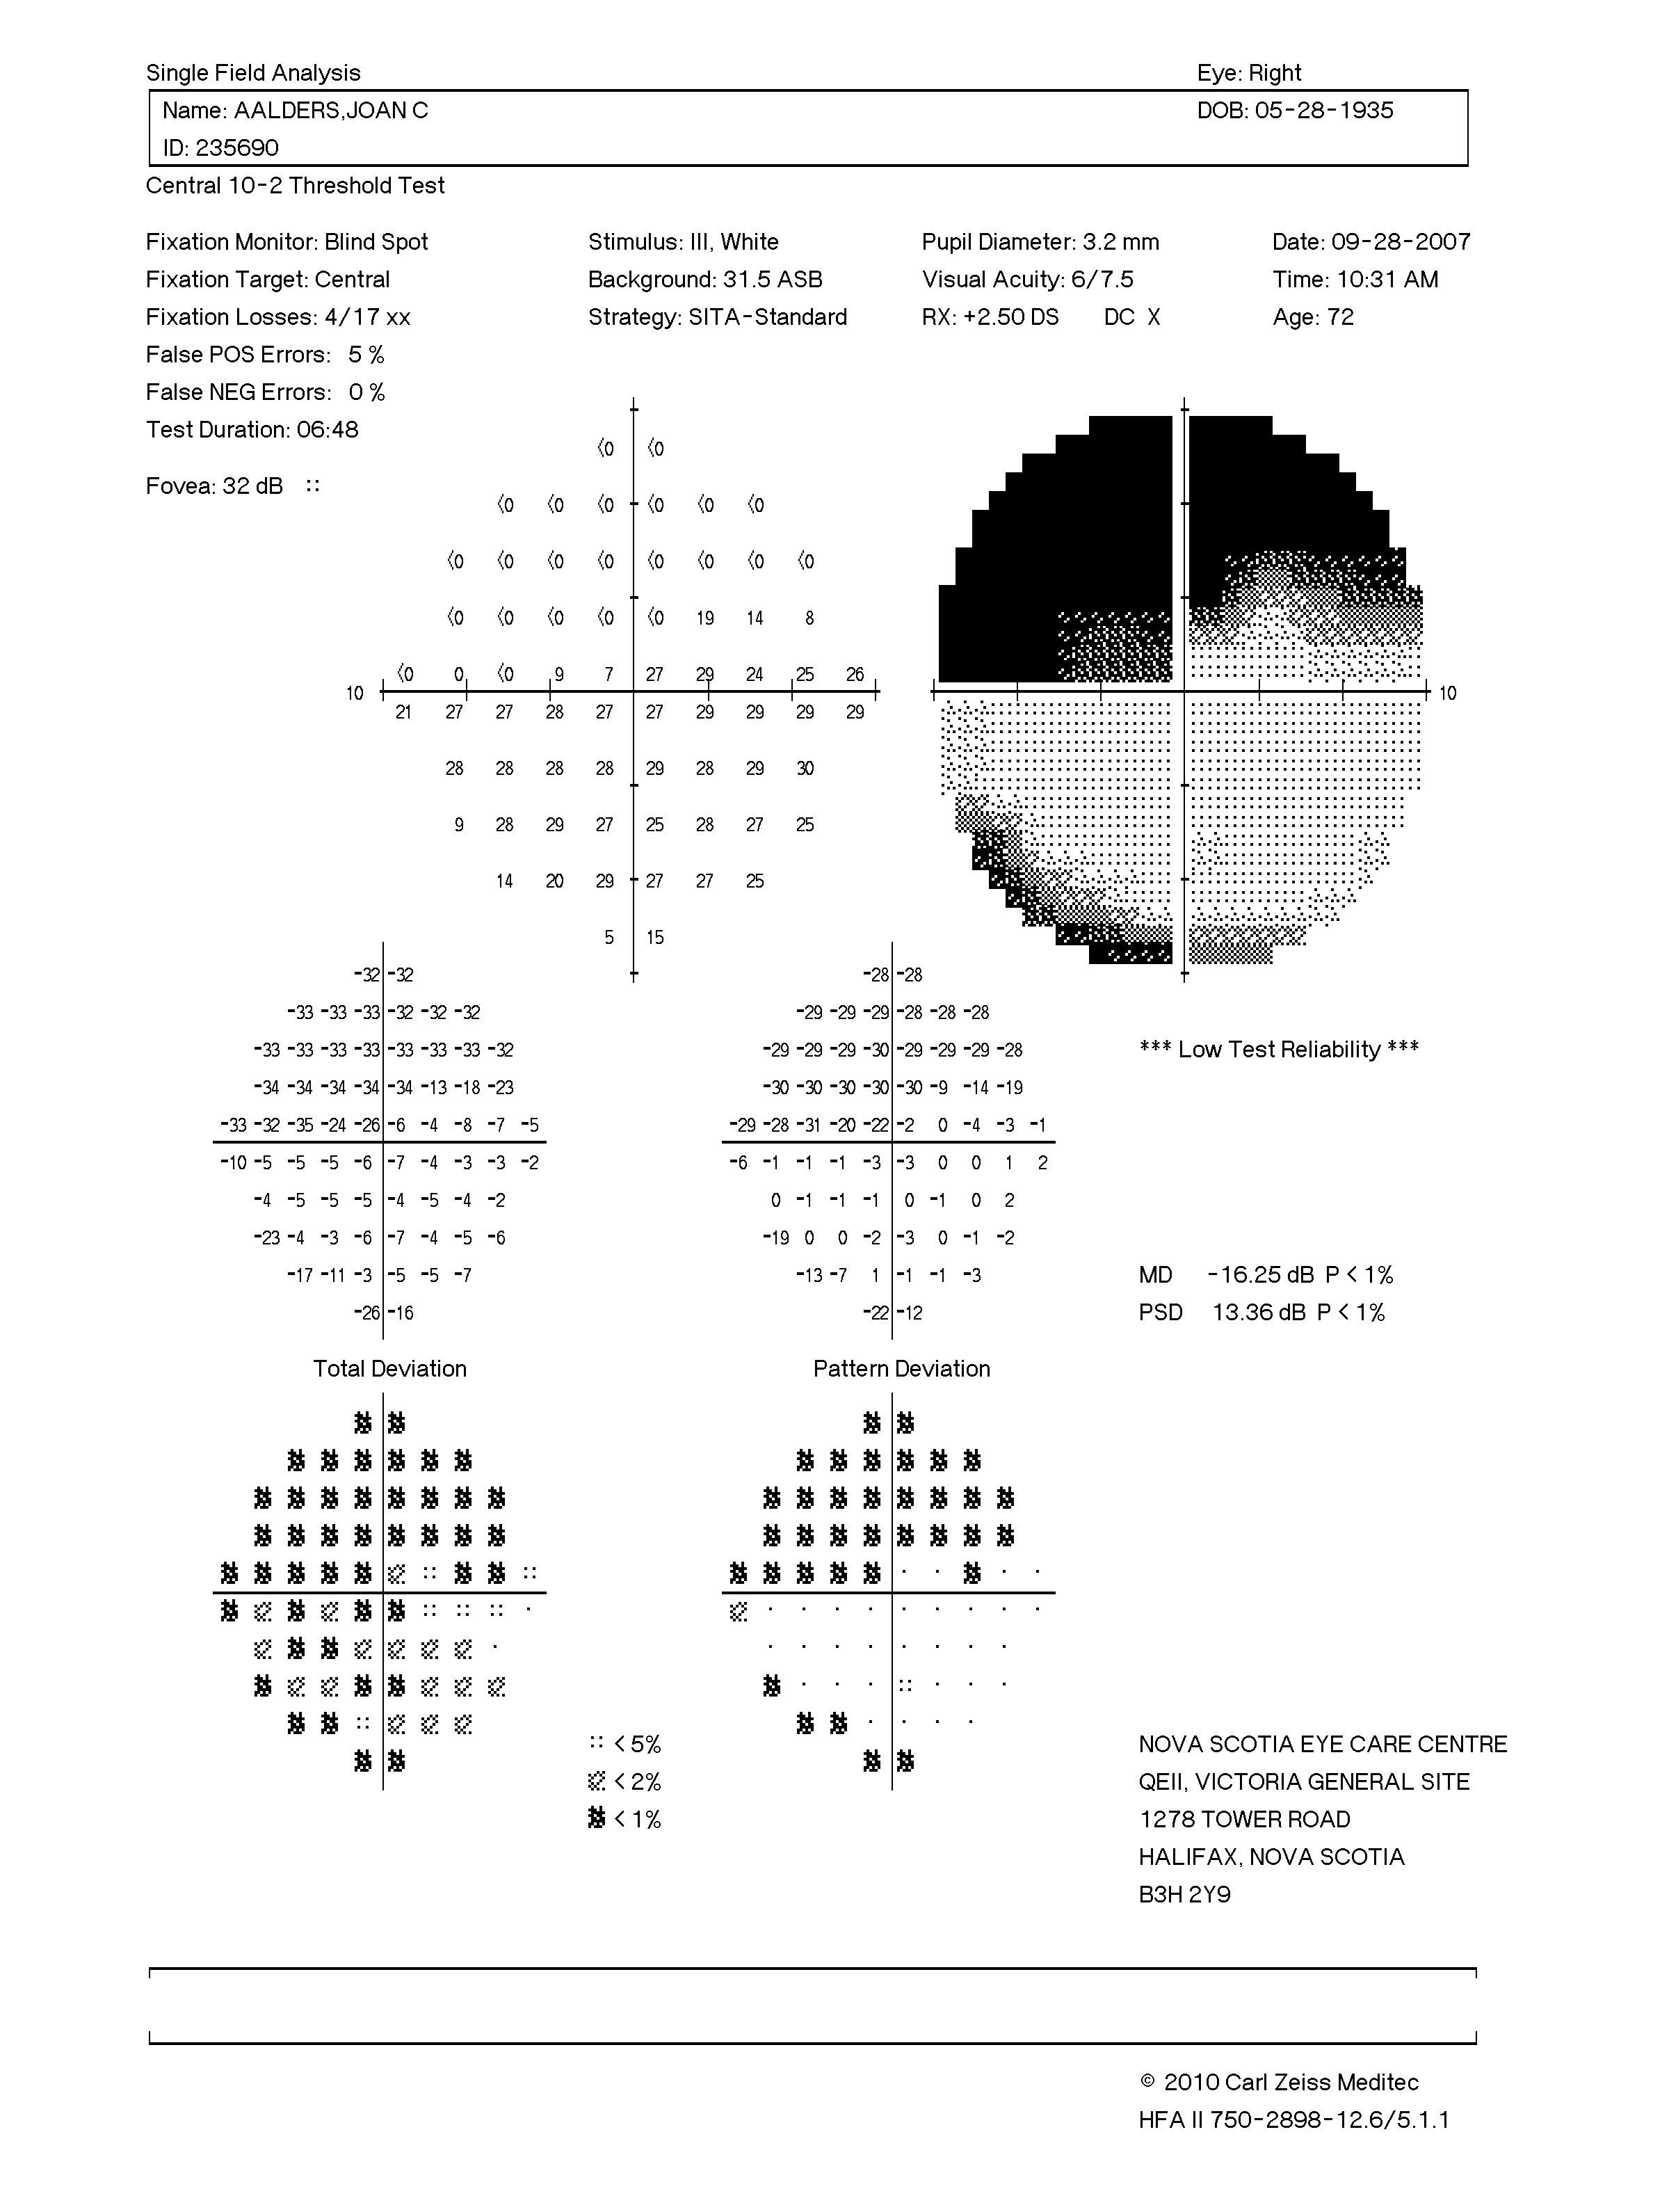 Single Field Analysis Eye: Right
Name: AALDERS,JOAN C DOB: 05-28-1935
ID: 235690
Central 10-2 Threshold Test
Fixation Monitor: Blind Spot Stimulus: III, White Pupil Diameter: 3.2 mm Date: 09-28-2007
Fixation Target: Central Background: 31.5 ASB Visual Acuity: 6/7.5 Time: 10:31 AM
Fixation Losses: 4/17 xx Strategy: SITA-Standard RX: +2.50 DS DC X Age: 72
False POS Errors: 5 %
False NEG Errors: 0 %
Test Duration: 06:48
Fovea: 32 dB ::
<0 <0
<0 <0 <0 <0 <0 <0
<0 <0 <0 <0 <0 <0 <0 <0
<0 <0 <0 <0 <0 19 14 8
<0 0 <0 9 7 27 29 24 25 26
10 10
21 27 27 28 27 27 29 29 29 29
28 28 28 28 29 28 29 30
9 28 29 27 25 28 27 25
14 20 29 27 27 25
5 15
-32 -32 -28 -28
-33 -33 -33 -32 -32 -32 -29 -29 -29 -28 -28 -28
-33 -33 -33 -33 -33 -33 -33 -32 -29 -29 -29 -30 -29 -29 -29 -28 *** Low Test Reliability ***
-34 -34 -34 -34 -34 -13 -18 -23 -30 -30 -30 -30 -30 -9 -14 -19
-33 -32 -35 -24 -26 -6 -4 -8 -7 -5 -29 -28 -31 -20 -22 -2 0 -4 -3 -1
-10 -5 -5 -5 -6 -7 -4 -3 -3 -2 -6 -1 -1 -1 -3 -3 0 0 1 2
-4 -5 -5 -5 -4 -5 -4 -2 0 -1 -1 -1 0 -1 0 2
-23 -4 -3 -6 -7 -4 -5 -6 -19 0 0 -2 -3 0 -1 -2
-17 -11 -3 -5 -5 -7 -13 -7 1 -1 -1 -3 MD -16.25 dB P < 1%
-26 -16 -22 -12 PSD 13.36 dB P < 1%
Total Deviation Pattern Deviation
:: < 5% NOVA SCOTIA EYE CARE CENTRE
< 2% QEII, VICTORIA GENERAL SITE
< 1% 1278 TOWER ROAD
HALIFAX, NOVA SCOTIA
B3H 2Y9
© 2010 Carl Zeiss Meditec
HFA II 750-2898-12.6/5.1.1